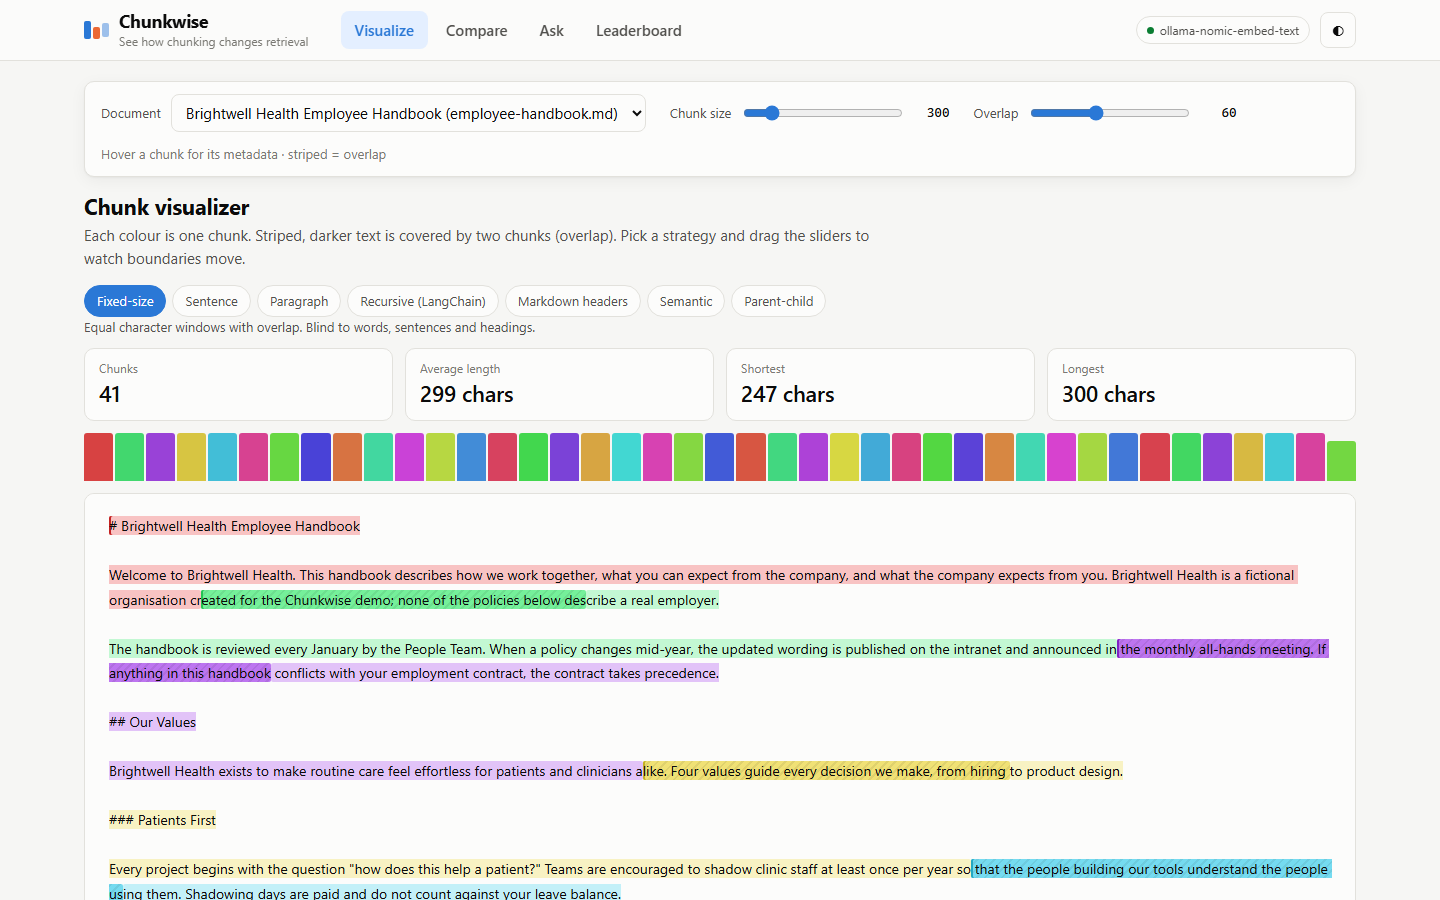 Chunkwise
See how chunking changes retrieval
Visualize
Compare
Ask
Leaderboard
ollama-nomic-embed-text
Document
Brightwell Health Employee Handbook (employee-handbook.md)
Chunk size
300
Overlap
60
Hover a chunk for its metadata · striped = overlap
Chunk visualizer
Each colour is one chunk. Striped, darker text is covered by two chunks (overlap). Pick a strategy and drag the sliders to
watch boundaries move.
Fixed-size
Sentence
Paragraph
Recursive (LangChain)
Markdown headers
Semantic
Parent-child
Equal character windows with overlap. Blind to words, sentences and headings.
Chunks
41
Average length
299 chars
Shortest
247 chars
Longest
300 chars
# Brightwell Health Employee Handbook
Welcome to Brightwell Health. This handbook describes how we work together, what you can expect from the company, and what the company expects from you. Brightwell Health is a fictional
organisation created for the Chunkwise demo; none of the policies below describe a real employer.
The handbook is reviewed every January by the People Team. When a policy changes mid-year, the updated wording is published on the intranet and announced in the monthly all-hands meeting. If
anything in this handbook conflicts with your employment contract, the contract takes precedence.
## Our Values
Brightwell Health exists to make routine care feel effortless for patients and clinicians alike. Four values guide every decision we make, from hiring to product design.
### Patients First
Every project begins with the question "how does this help a patient?" Teams are encouraged to shadow clinic staff at least once per year so that the people building our tools understand the people
using them. Shadowing days are paid and do not count against your leave balance.